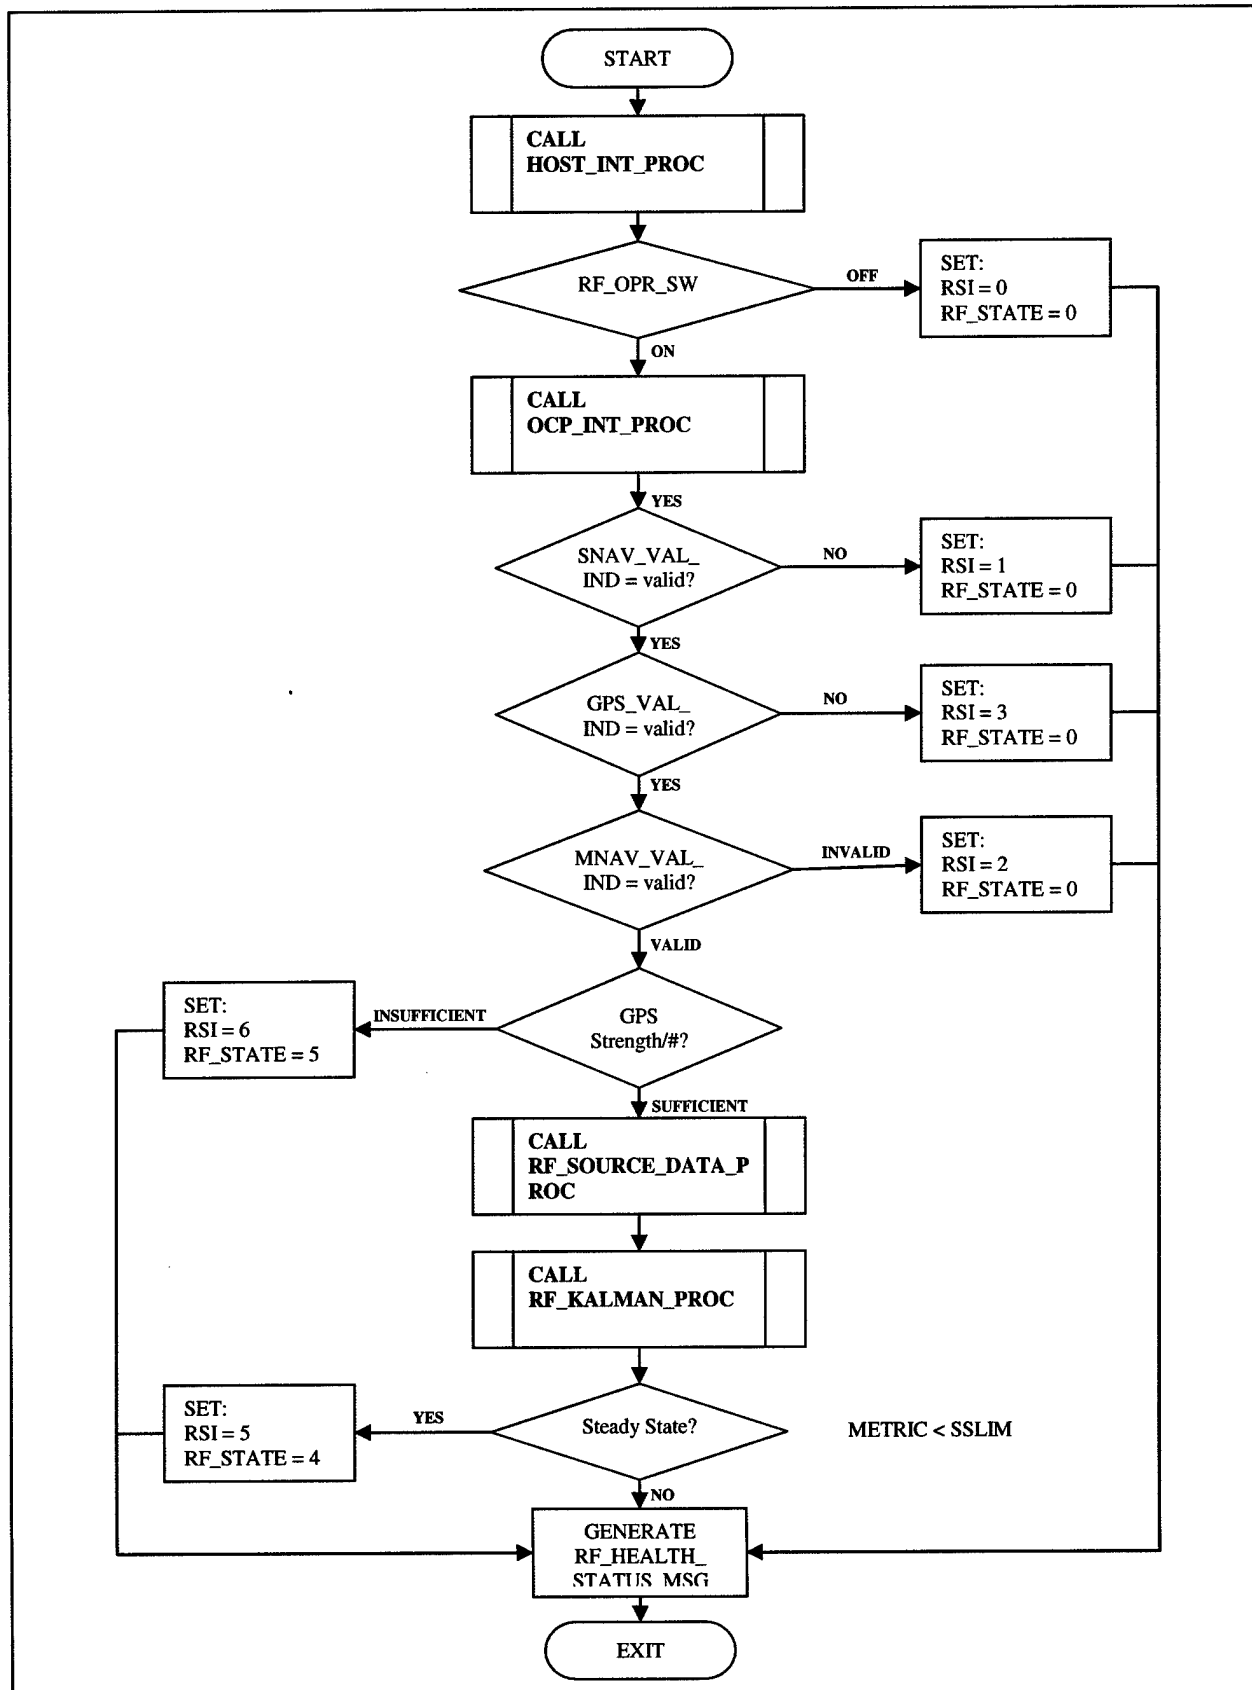 START
CALL
HOST_INT_PROC
RF_OPR_SW
OFF
SET:
RSI = 0
RF_STATE = 0
ON
CALL
OCP_INT_PROC
YES
SNAV_VAL_
IND = valid?
NO
SET:
RSI = 1
RF_STATE = 0
YES
GPS_VAL_
IND = valid?
NO
SET:
RSI = 3
RF_STATE = 0
YES
MNAV_VAL_
IND = valid?
INVALID
SET:
RSI = 2
RF_STATE = 0
VALID
GPS
Strength/#?
INSUFFICIENT
SET:
RSI = 6
RF_STATE = 5
SUFFICIENT
CALL
RF_SOURCE_DATA_P
ROC
CALL
RF_KALMAN_PROC
Steady State?
METRIC < SSLIM
YES
SET:
RSI = 5
RF_STATE = 4
NO
GENERATE
RF_HEALTH_
STATUS_MSG
EXIT